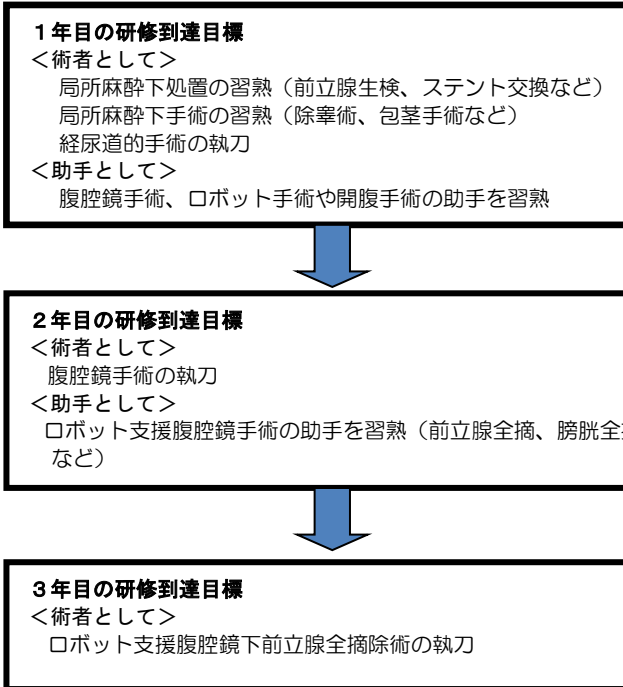 １年目の研修到達目標
＜術者として＞
局所麻酔下処置の習熟（前立腺生検、ステント交換など）
局所麻酔下手術の習熟（除睾術、包茎手術など）
経尿道的手術の執刀
＜助手として＞
腹腔鏡手術、ロボット手術や開腹手術の助手を習熟
２年目の研修到達目標
＜術者として＞
腹腔鏡手術の執刀
＜助手として＞
ロボット支援腹腔鏡手術の助手を習熟（前立腺全摘、膀胱全
など）
３年目の研修到達目標
＜術者として＞
ロボット支援腹腔鏡下前立腺全摘除術の執刀